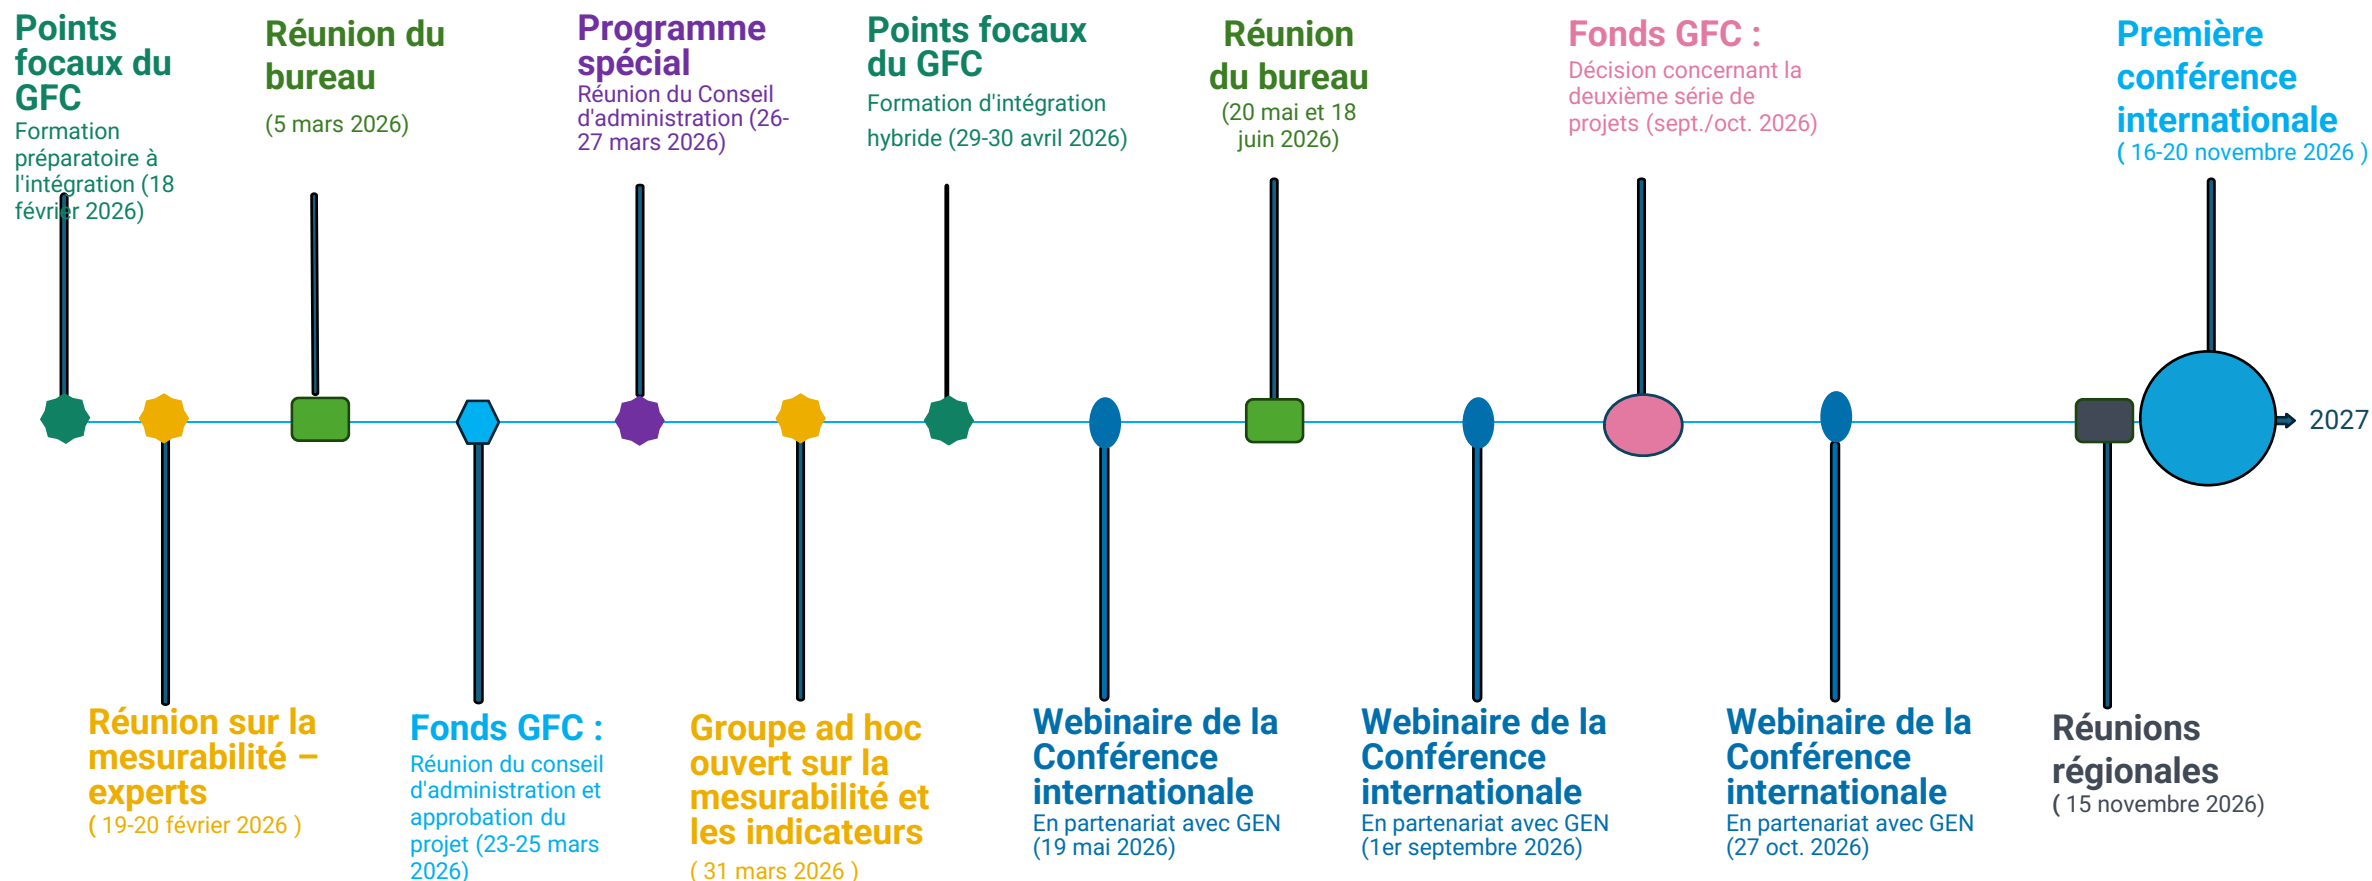 Points
focaux du
GFC
Formation
préparatoire à
l'intégration (18
février 2026)
Réunion du
bureau
(5 mars 2026)
Programme
spécial
Réunion du Conseil
d'administration (26-
27 mars 2026)
Points focaux
du GFC
Formation d'intégration
hybride (29-30 avril 2026)
Réunion
du bureau
(20 mai et 18
juin 2026)
Fonds GFC :
Décision concernant la
deuxième série de
projets (sept./oct. 2026)
Première
conférence
internationale
( 16-20 novembre 2026 )
2027
Réunion sur la
mesurabilité –
experts
( 19-20 février 2026 )
Fonds GFC :
Réunion du conseil
d'administration et
approbation du
projet (23-25 mars
2026)
Groupe ad hoc
ouvert sur la
mesurabilité et
les indicateurs
( 31 mars 2026 )
Webinaire de la
Conférence
internationale
En partenariat avec GEN
(19 mai 2026)
Webinaire de la
Conférence
internationale
En partenariat avec GEN
(1er septembre 2026)
Webinaire de la
Conférence
internationale
En partenariat avec GEN
(27 oct. 2026)
Réunions
régionales
( 15 novembre 2026)